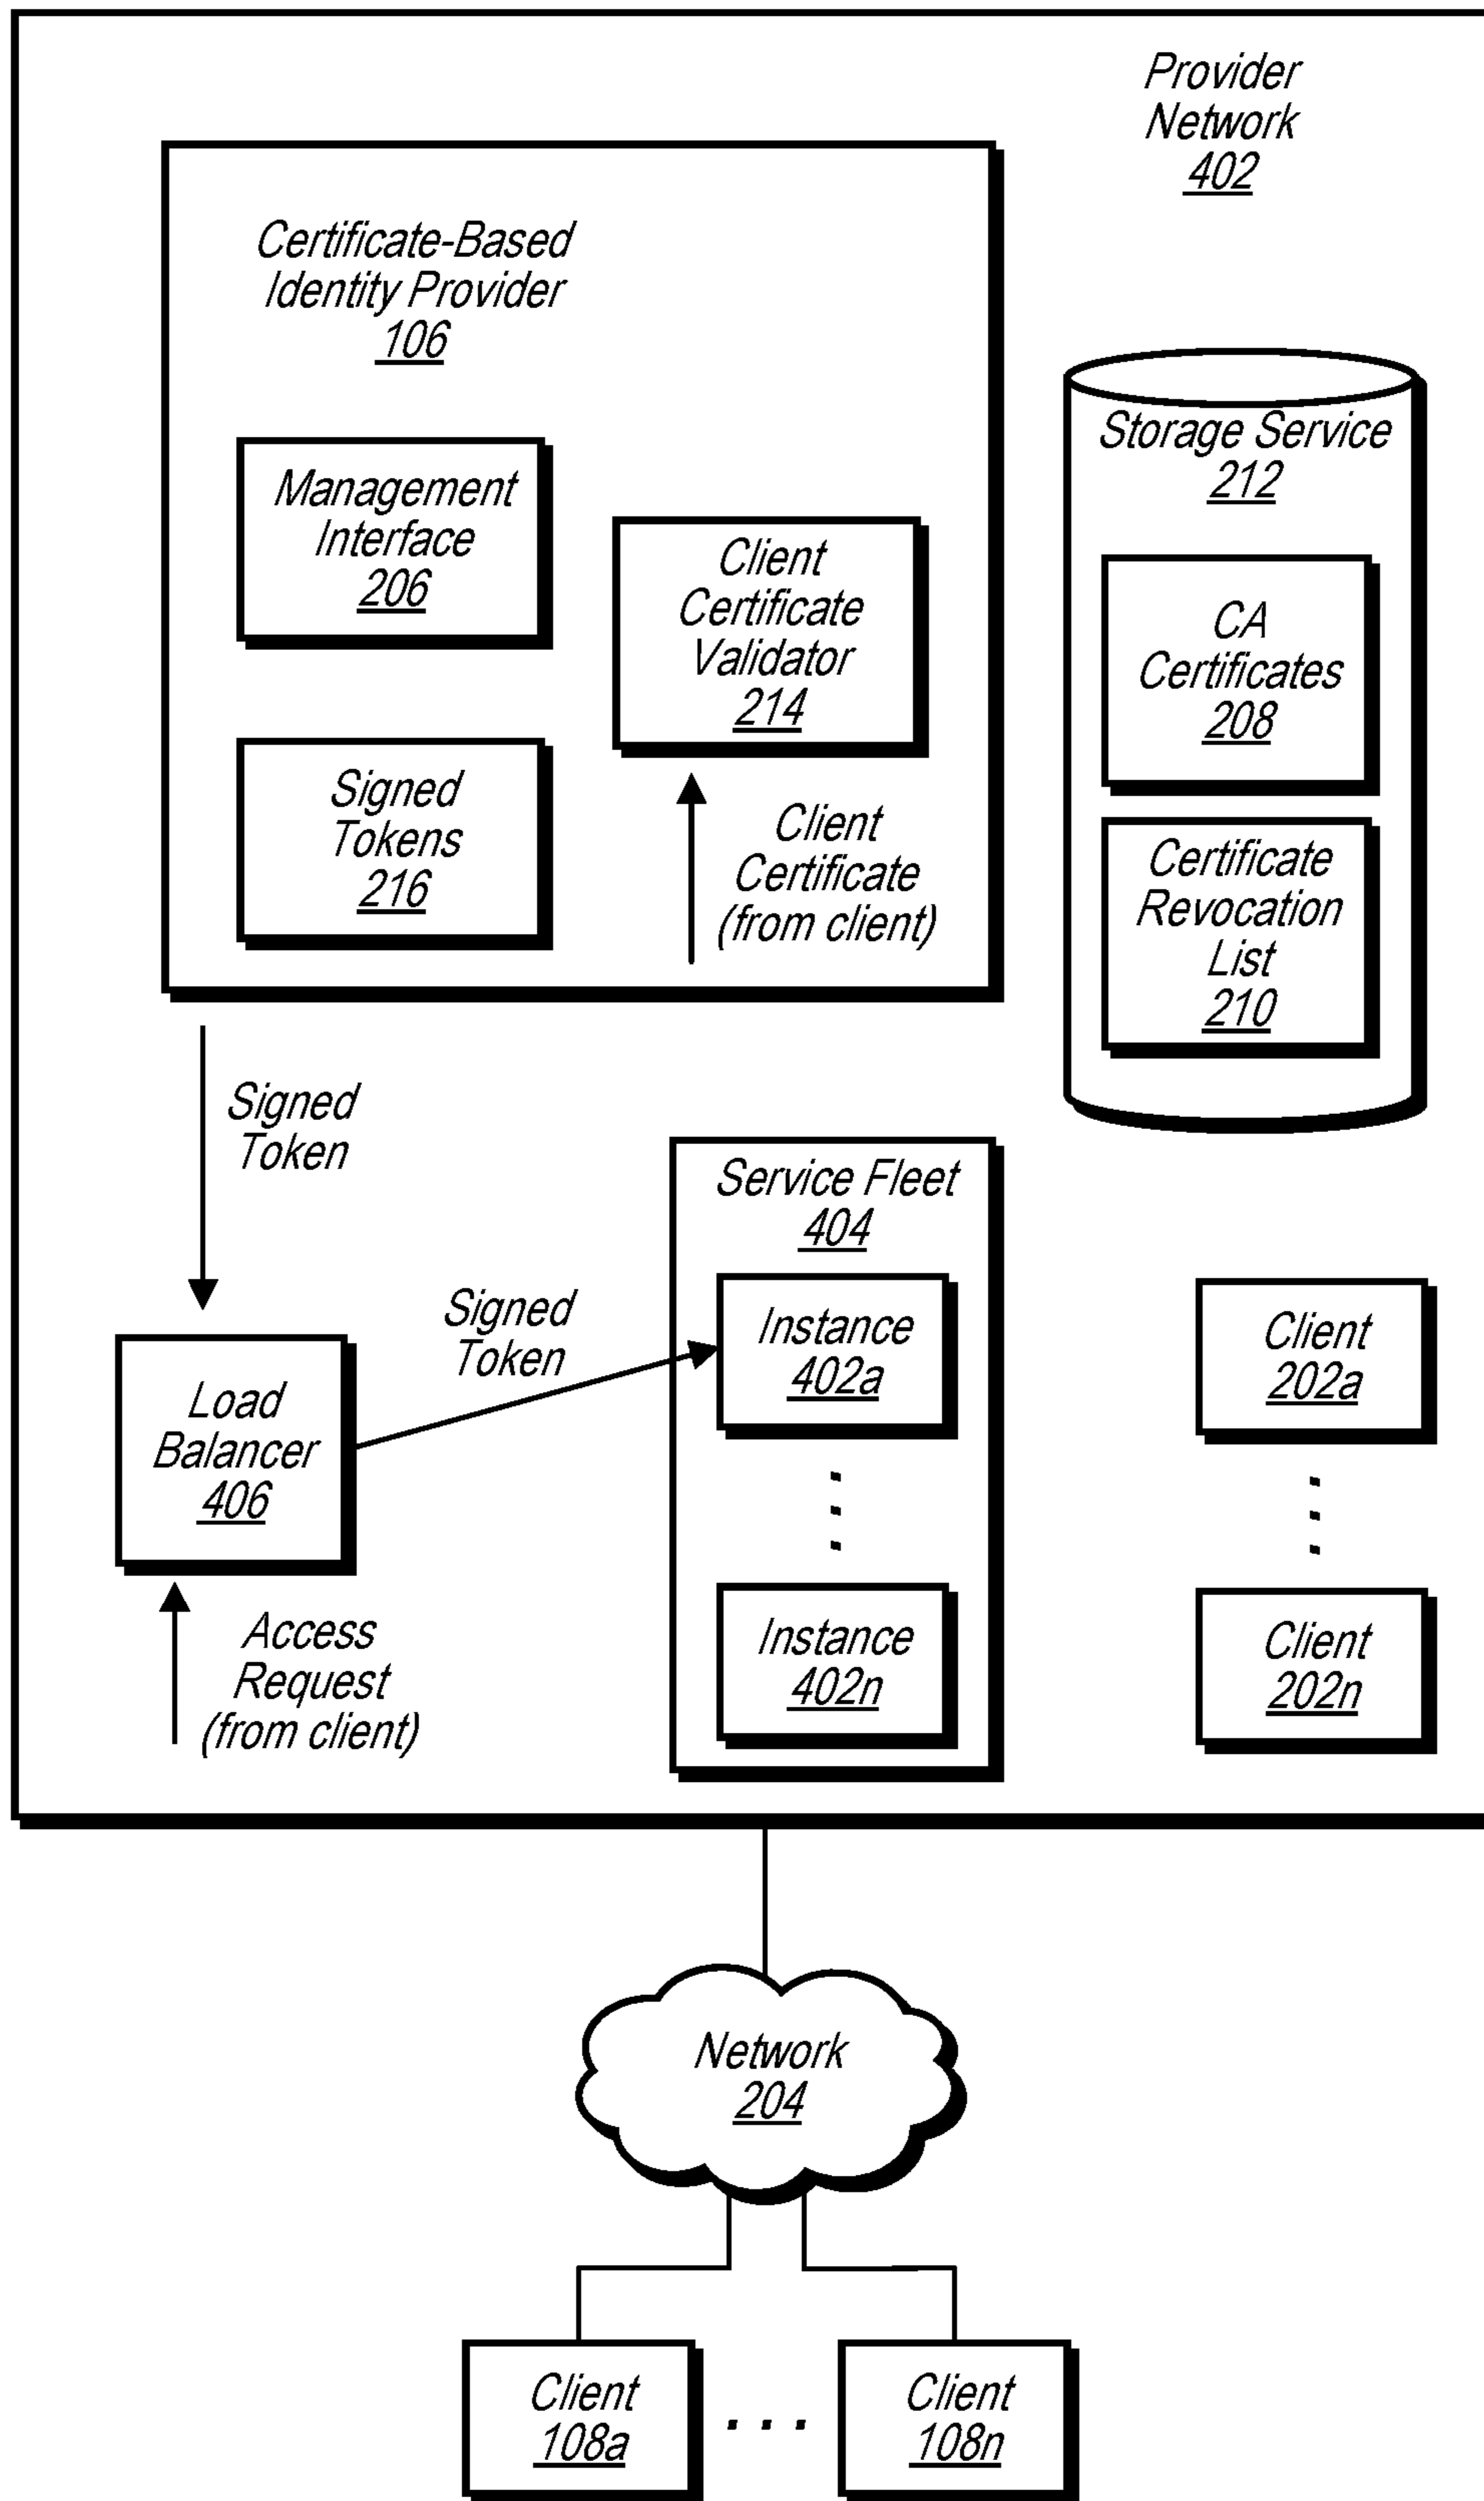 Provider
Network
402
Certificate-Based
Identity Provider
106
Management
Interface
206
Client
Certificate
Validator
214
Signed
Tokens
216
Client
Certificate
(from client)
Storage Service
212
CA
Certificates
208
Certificate
Revocation
List
210
Signed
Token
Load
Balancer
406
Signed
Token
Access
Request
(from client)
Service Fleet
404
Instance
402a
Instance
402n
Client
202a
Client
202n
Network
204
Client
108a
Client
108n